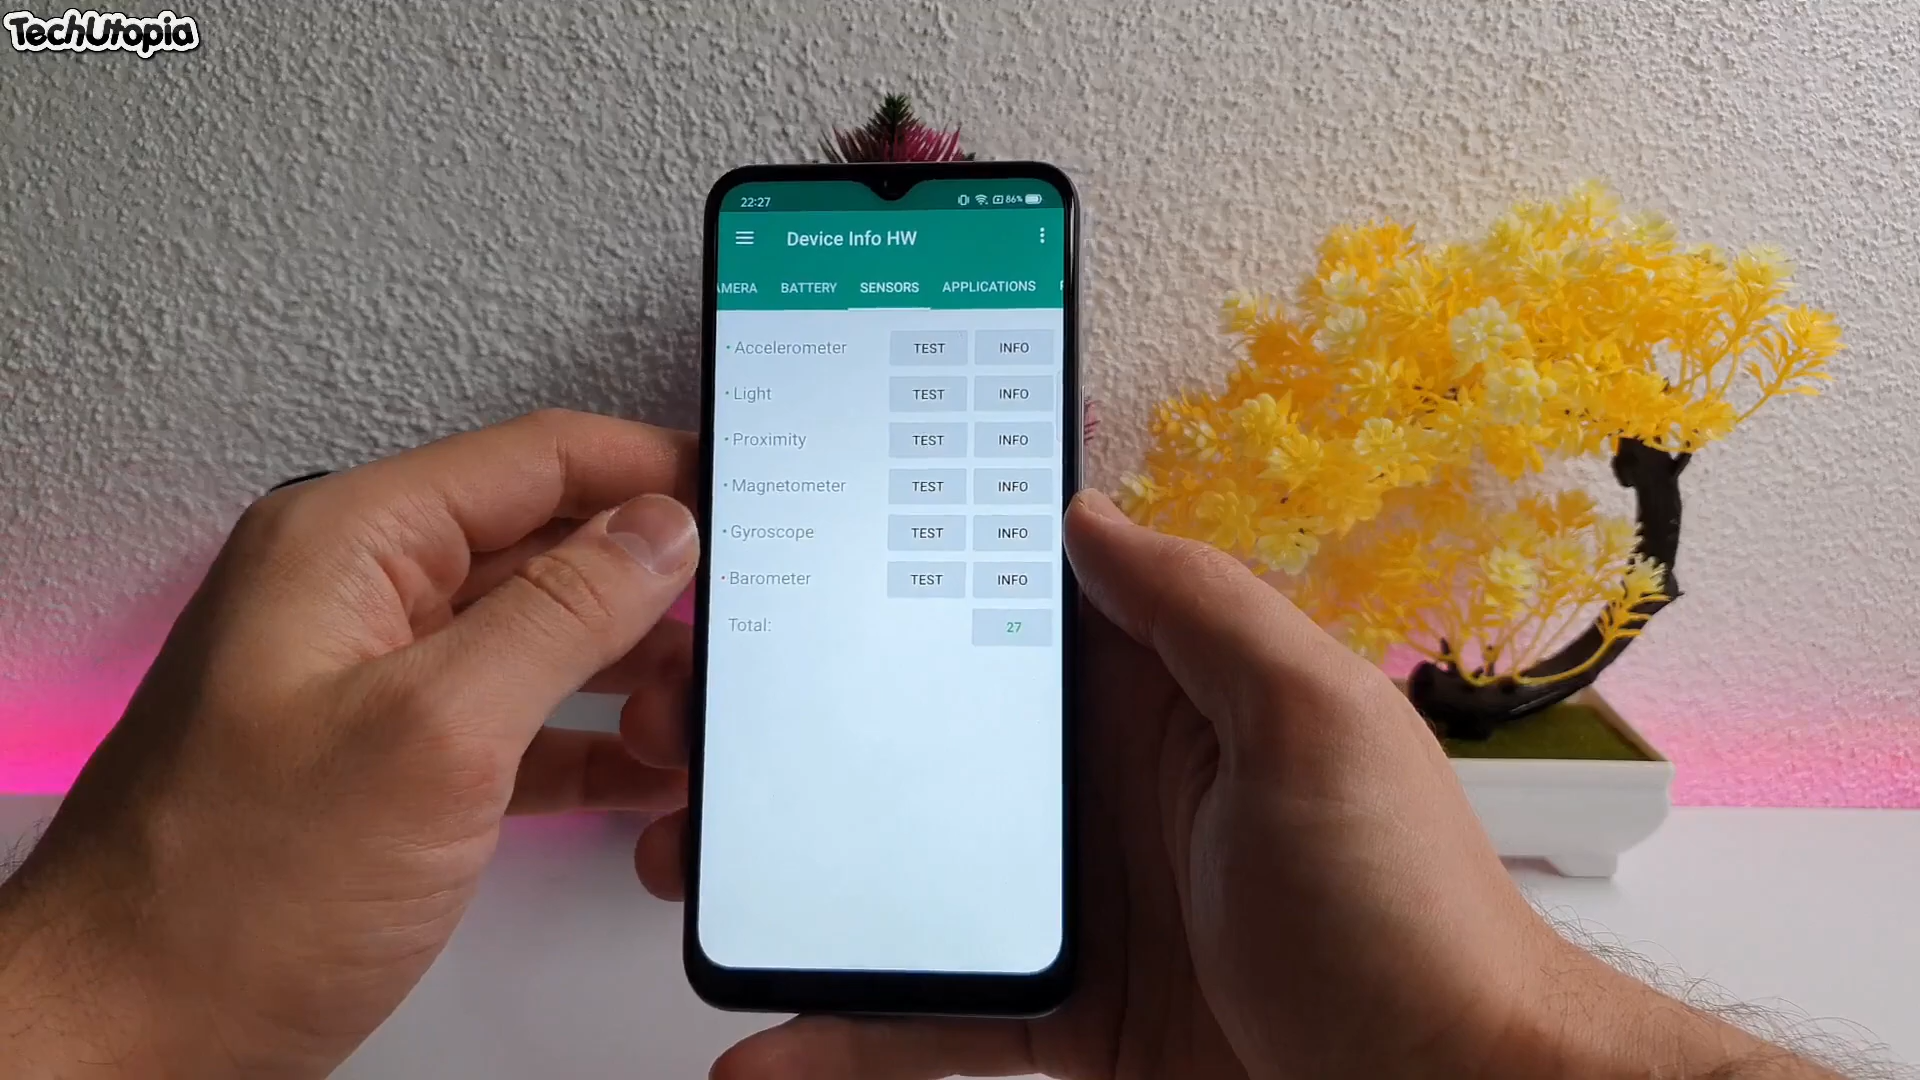 TechUtopia
22:27
86%
Device Info HW
AMERA BATTERY SENSORS APPLICATIONS
• Accelerometer TEST INFO
• Light TEST INFO
• Proximity TEST INFO
• Magnetometer TEST INFO
• Gyroscope TEST INFO
• Barometer TEST INFO
Total: 27